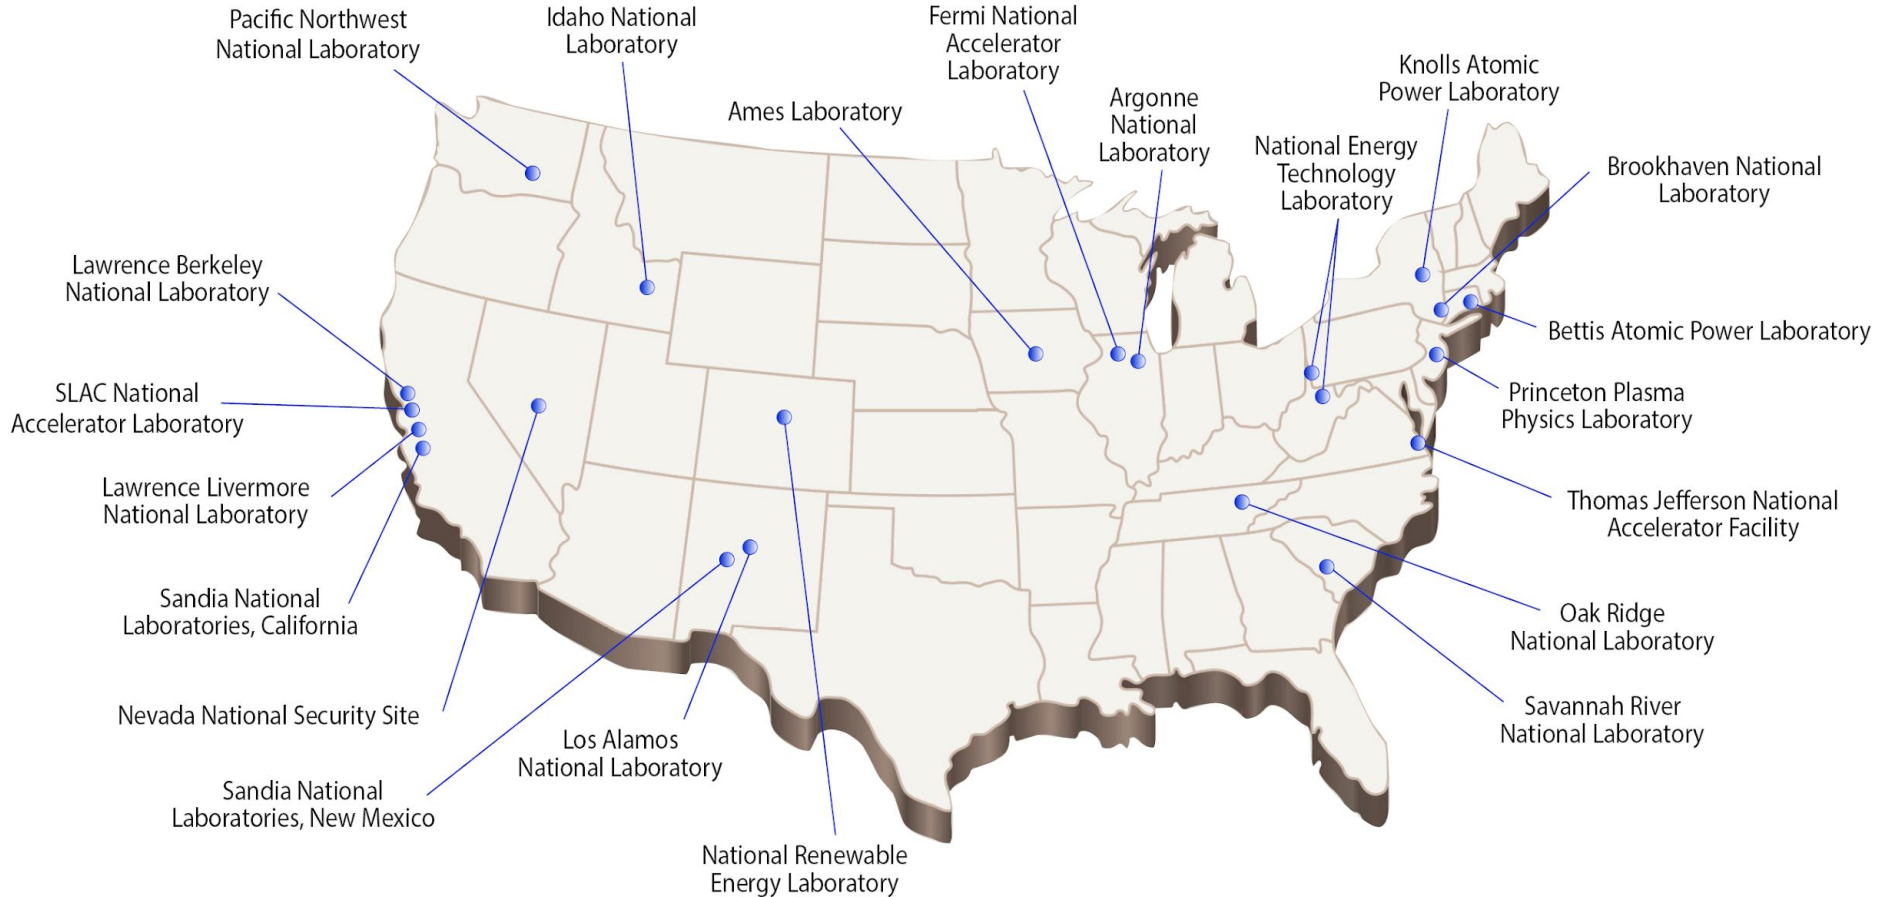 Pacific Northwest
National Laboratory
Idaho National
Laboratory
Fermi National
Accelerator
Laboratory
Ames Laboratory
Argonne
National
Laboratory
National Energy
Technology
Laboratory
Knolls Atomic
Power Laboratory
Brookhaven National
Laboratory
Lawrence Berkeley
National Laboratory
SLAC National
Accelerator Laboratory
Lawrence Livermore
National Laboratory
Sandia National
Laboratories, California
Nevada National Security Site
Sandia National
Laboratories, New Mexico
Los Alamos
National Laboratory
National Renewable
Energy Laboratory
Bettis Atomic Power Laboratory
Princeton Plasma
Physics Laboratory
Thomas Jefferson National
Accelerator Facility
Oak Ridge
National Laboratory
Savannah River
National Laboratory